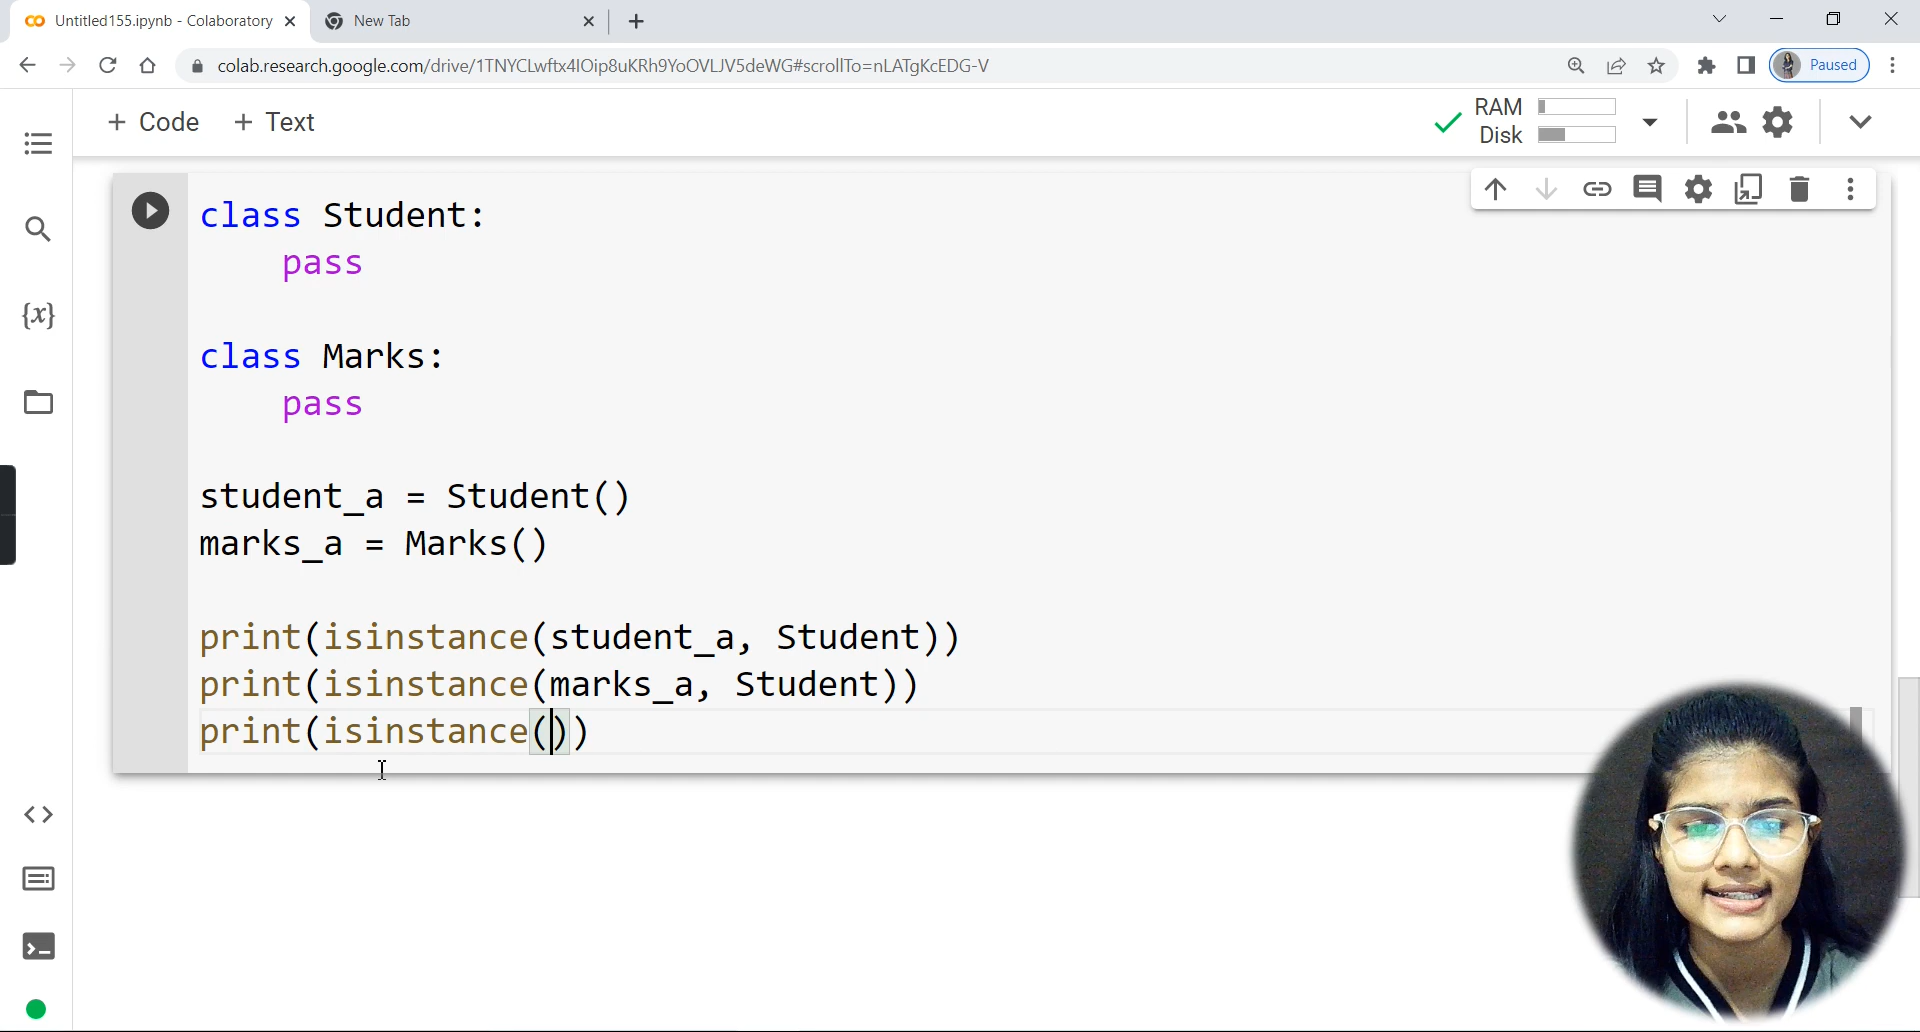 Untitled155.ipynb - Colaboratory
New Tab
colab.research.google.com/drive/1TNYCLwftx4IOip8uKRh9YoOVLJV5deWG#scrollTo=nLATgKcEDG-V
Paused
+ Code + Text
RAM
Disk
{x}
class Student:
    pass
class Marks:
    pass
student_a = Student()
marks_a = Marks()
print(isinstance(student_a, Student))
print(isinstance(marks_a, Student))
print(isinstance())